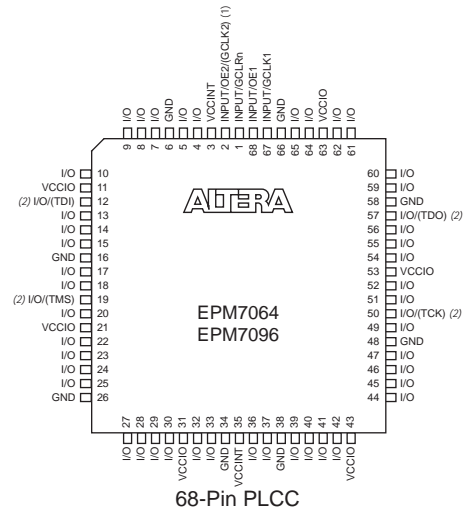 I/O
I/O
I/O
GND
I/O
I/O
VCCINT
INPUT/OE2/(GCLK2) (1)
INPUT/GCLRn
INPUT/OE1
INPUT/GCLK1
GND
I/O
I/O
VCCIO
I/O
I/O
9 8 7 6 5 4 3 2 1 68 67 66 65 64 63 62 61
I/O 10
VCCIO 11
(2) I/O/(TDI) 12
I/O 13
I/O 14
I/O 15
GND 16
I/O 17
I/O 18
(2) I/O/(TMS) 19
I/O 20
VCCIO 21
I/O 22
I/O 23
I/O 24
I/O 25
GND 26
ALTERA
EPM7064
EPM7096
60 I/O
59 I/O
58 GND
57 I/O/(TDO) (2)
56 I/O
55 I/O
54 I/O
53 VCCIO
52 I/O
51 I/O
50 I/O/(TCK) (2)
49 I/O
48 GND
47 I/O
46 I/O
45 I/O
44 I/O
27 28 29 30 31 32 33 34 35 36 37 38 39 40 41 42 43
I/O
I/O
I/O
I/O
VCCIO
I/O
I/O
GND
VCCINT
I/O
I/O
GND
I/O
I/O
I/O
I/O
VCCIO
68-Pin PLCC